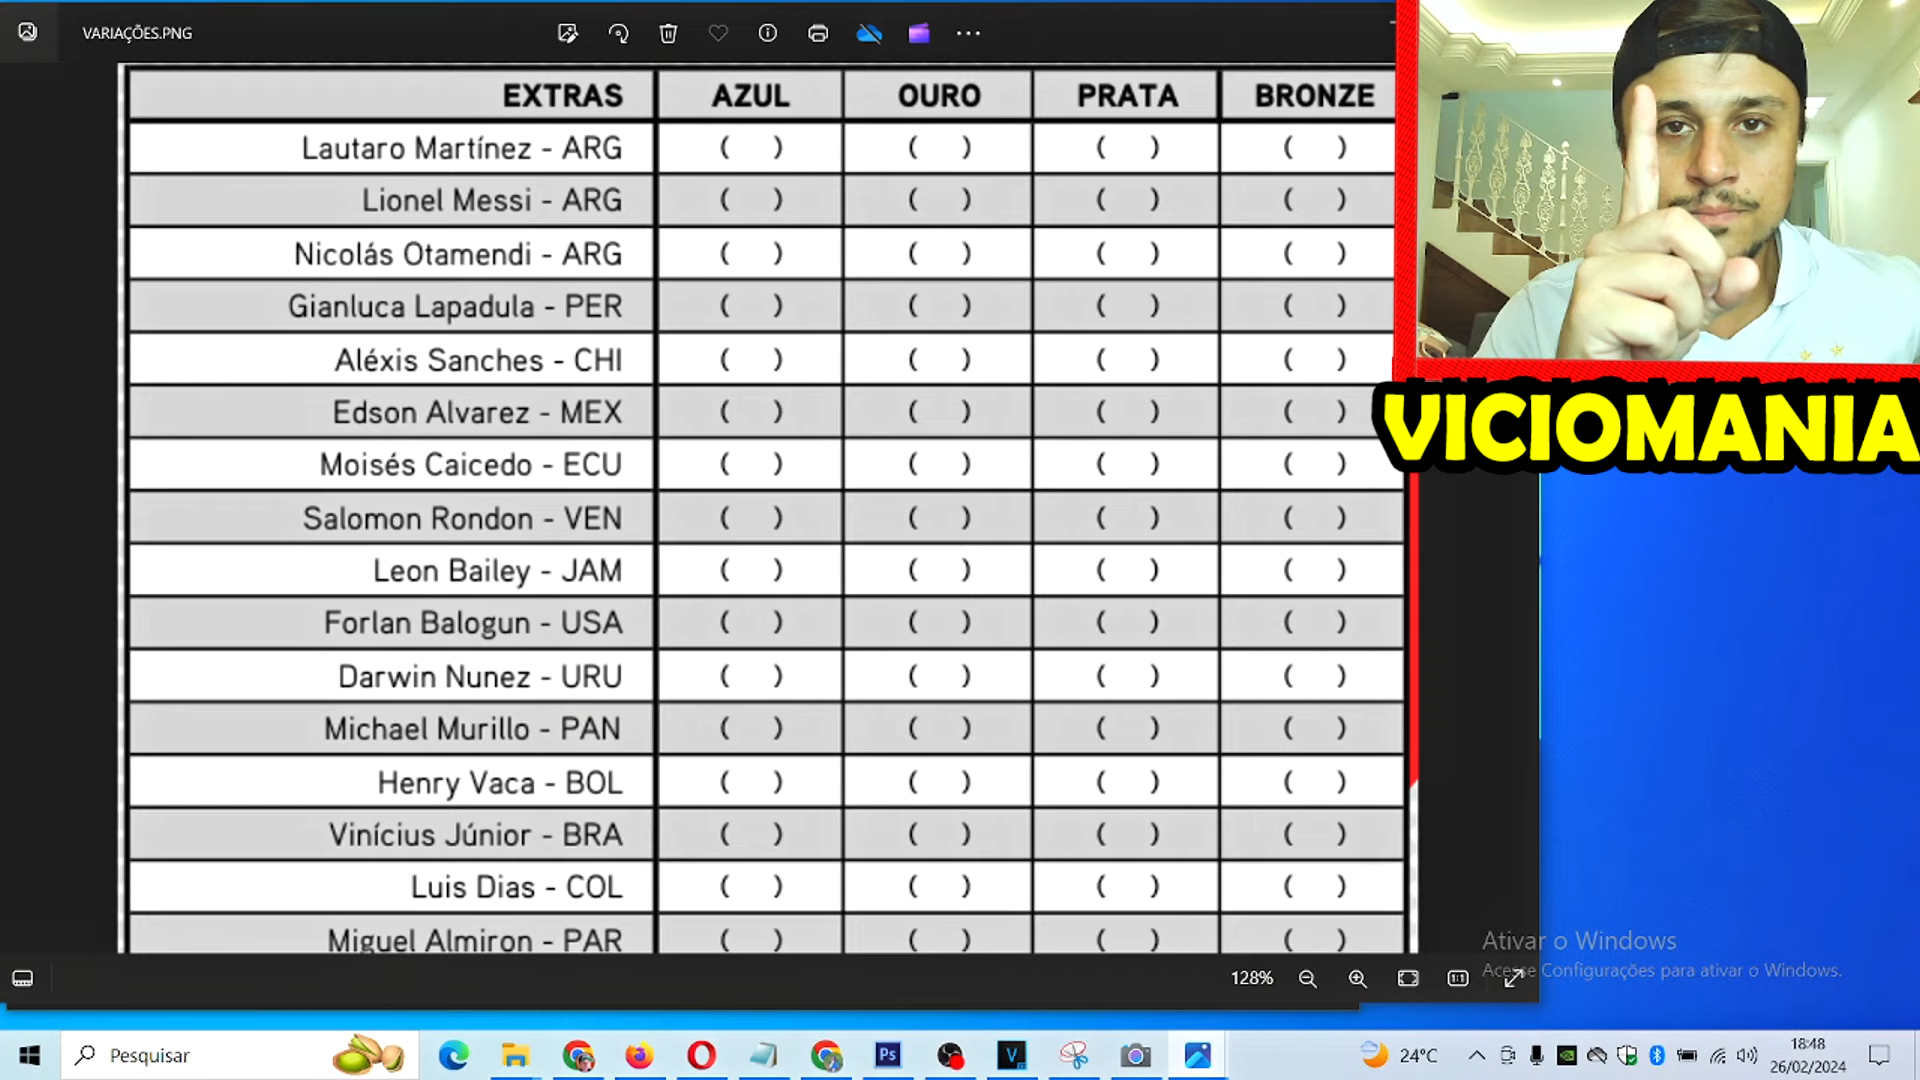 VARIAÇÕES.PNG
EXTRAS AZUL OURO PRATA BRONZE
Lautaro Martínez - ARG ( ) ( ) ( ) ( )
Lionel Messi - ARG ( ) ( ) ( ) ( )
Nicolás Otamendi - ARG ( ) ( ) ( ) ( )
Gianluca Lapadula - PER ( ) ( ) ( ) ( )
Aléxis Sanches - CHI ( ) ( ) ( ) ( )
Edson Alvarez - MEX ( ) ( ) ( ) ( )
VICIOMANIA
Moisés Caicedo - ECU ( ) ( ) ( ) ( )
Salomon Rondon - VEN ( ) ( ) ( ) ( )
Leon Bailey - JAM ( ) ( ) ( ) ( )
Forlan Balogun - USA ( ) ( ) ( ) ( )
Darwin Nunez - URU ( ) ( ) ( ) ( )
Michael Murillo - PAN ( ) ( ) ( ) ( )
Henry Vaca - BOL ( ) ( ) ( ) ( )
Vinícius Júnior - BRA ( ) ( ) ( ) ( )
Luis Dias - COL ( ) ( ) ( ) ( )
Miguel Almiron - PAR ( ) ( ) ( ) ( )
Ativar o Windows
Acesse Configurações para ativar o Windows.
128% 1:1
Pesquisar
Ps
V
24°C
18:48
26/02/2024